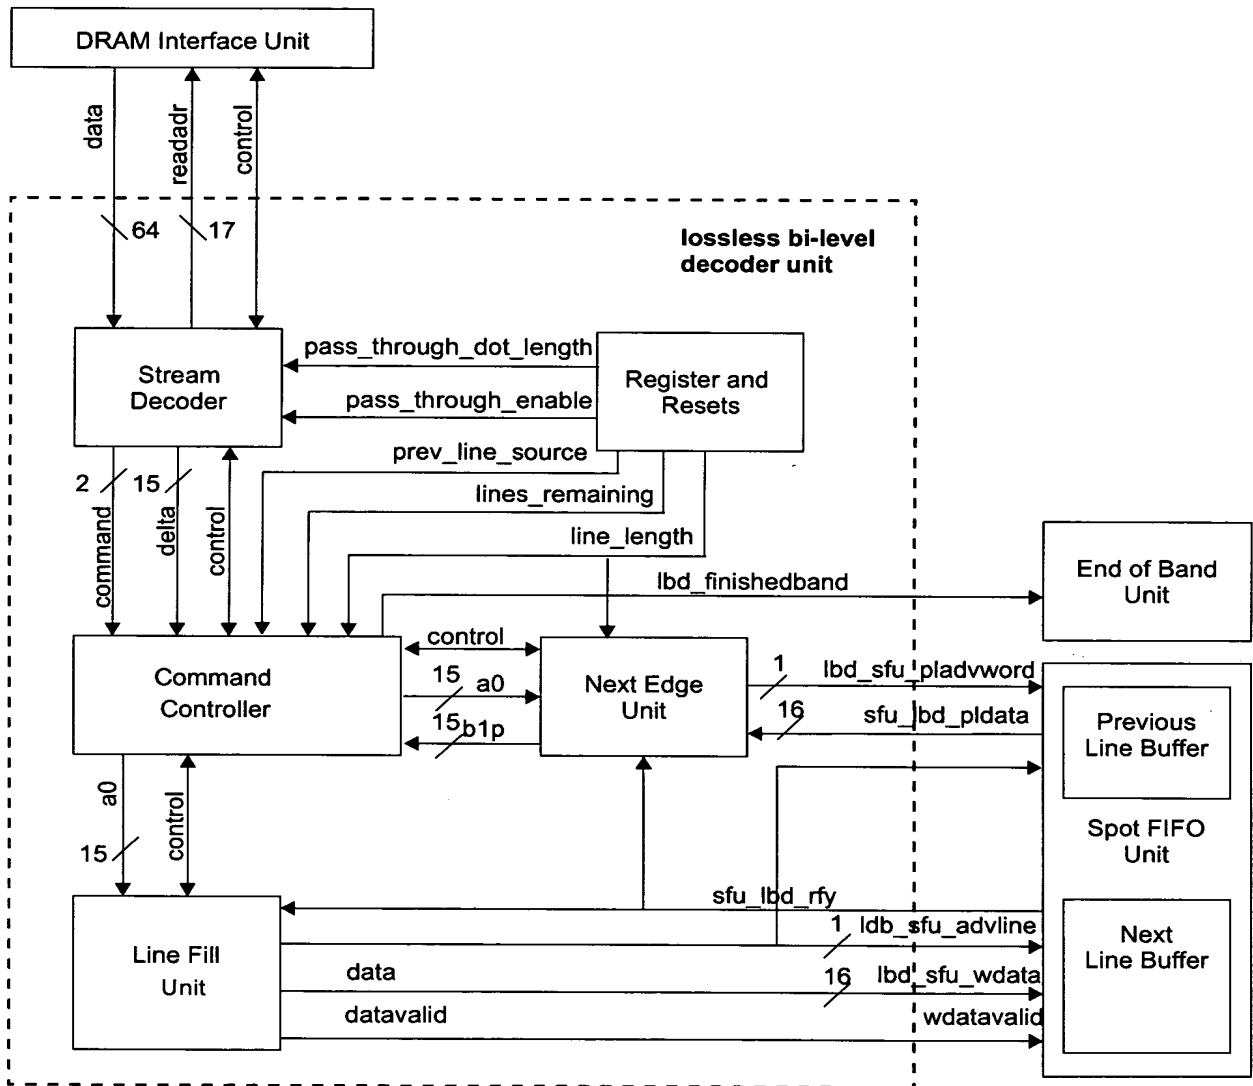 DRAM Interface Unit
data
readadr
control
64
17
lossless bi-level
decoder unit
Stream
Decoder
pass_through_dot_length
pass_through_enable
Register and
Resets
prev_line_source
lines_remaining
line_length
2
15
command
delta
control
lbd_finishedband
End of Band
Unit
Command
Controller
control
15
a0
15
b1p
Next Edge
Unit
1
lbd_sfu_pladvword
16
sfu_lbd_pldata
Previous
Line Buffer
Spot FIFO
Unit
a0
15
control
sfu_lbd_rfy
Line Fill
Unit
1
ldb_sfu_advline
data
16
lbd_sfu_wdata
datavalid
wdatavalid
Next
Line Buffer